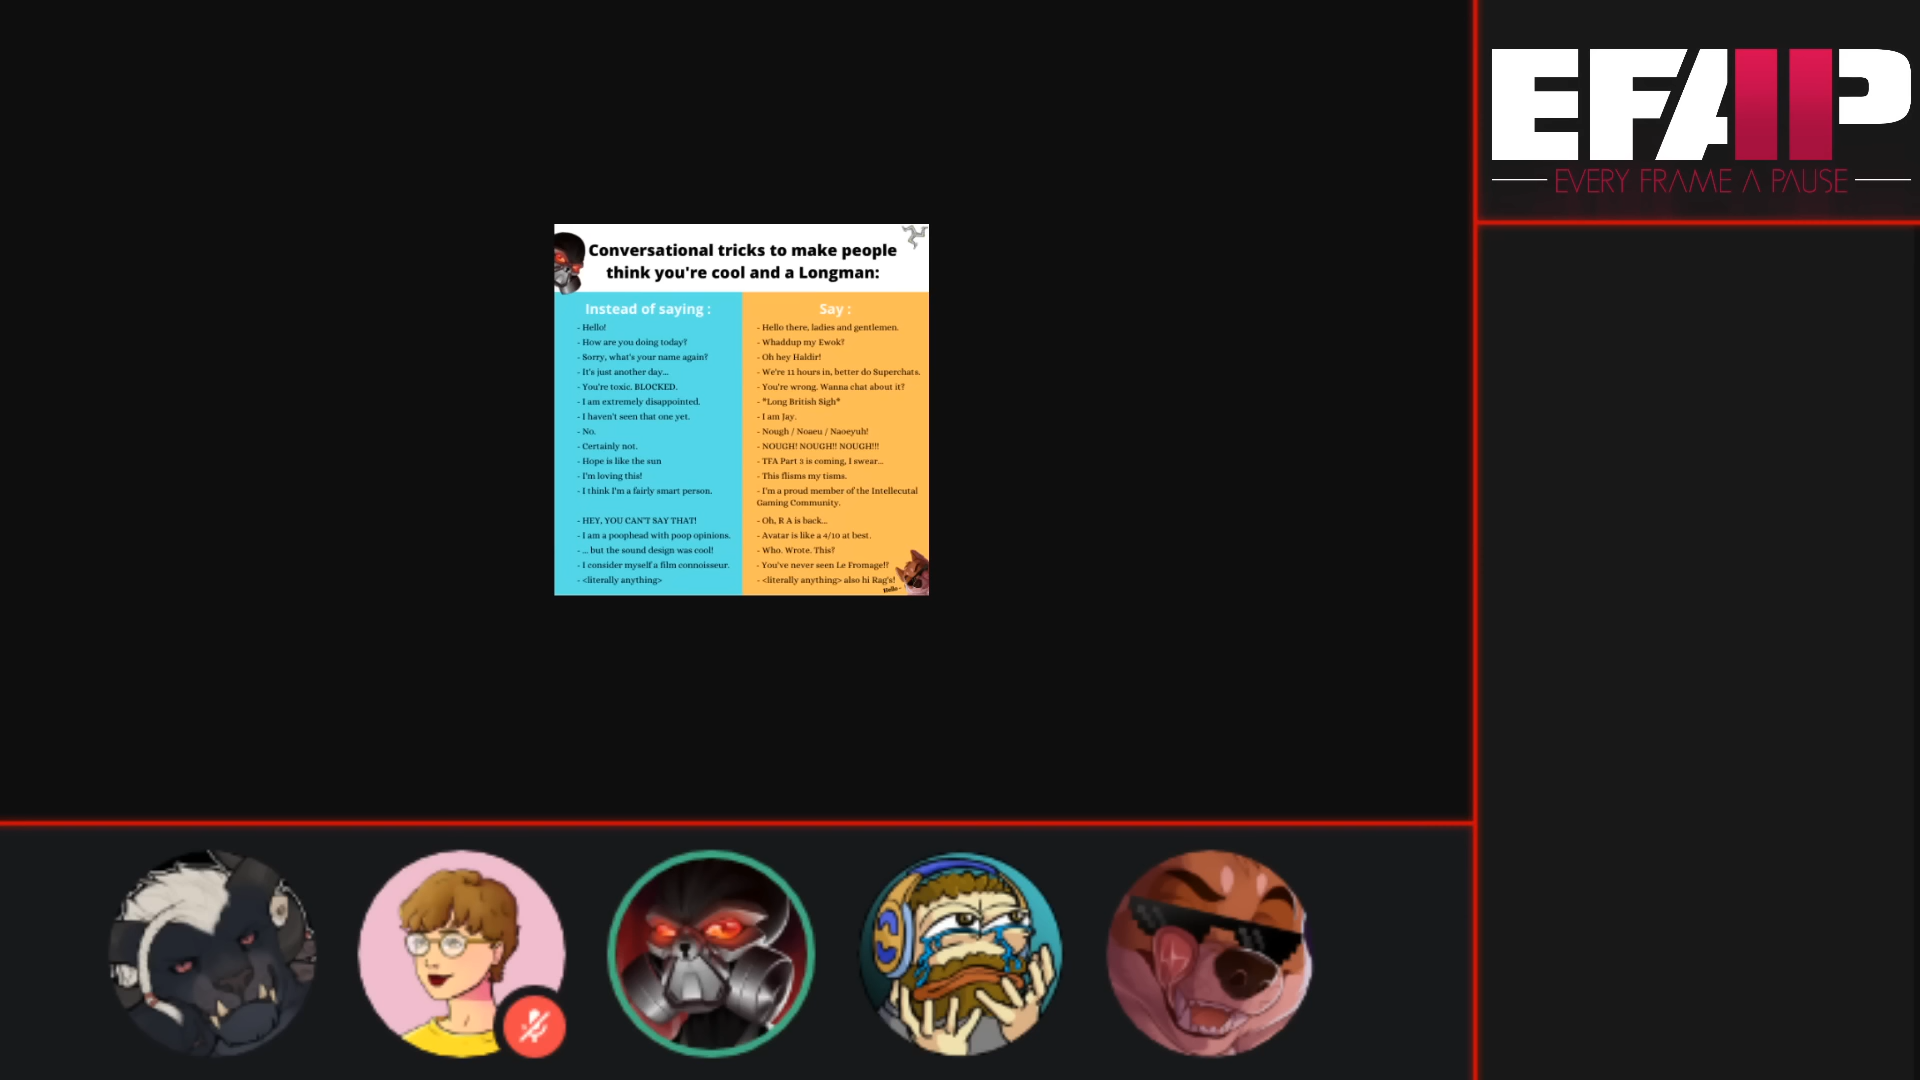 EFAP
EVERY FRAME A PAUSE
Conversational tricks to make people
think you're cool and a Longman:
Instead of saying :
- Hello!
- How are you doing today?
- Sorry, what's your name again?
- It's just another day...
- You're toxic. BLOCKED.
- I am extremely disappointed.
- I haven't seen that one yet.
- No.
- Certainly not.
- Hope is like the sun
- I'm loving this!
- I think I'm a fairly smart person.
- HEY, YOU CAN'T SAY THAT!
- I am a poophead with poop opinions.
- ... but the sound design was cool!
- I consider myself a film connoisseur.
- <literally anything>
Say :
- Hello there, ladies and gentlemen.
- Whaddup my Ewok?
- Oh hey Haldir!
- We're 11 hours in, better do Superchats.
- You're wrong. Wanna chat about it?
- *Long British Sigh*
- I am Jay.
- Nough / Noaeu / Naoeyuh!
- NOUGH! NOUGH!! NOUGH!!!
- TFA Part 3 is coming, I swear...
- This flisms my tisms.
- I'm a proud member of the Intellecutal
Gaming Community.
- Oh, R A is back...
- Avatar is like a 4/10 at best.
- Who. Wrote. This?
- You've never seen Le Fromage!?
- <literally anything> also hi Rag's!
Hello~